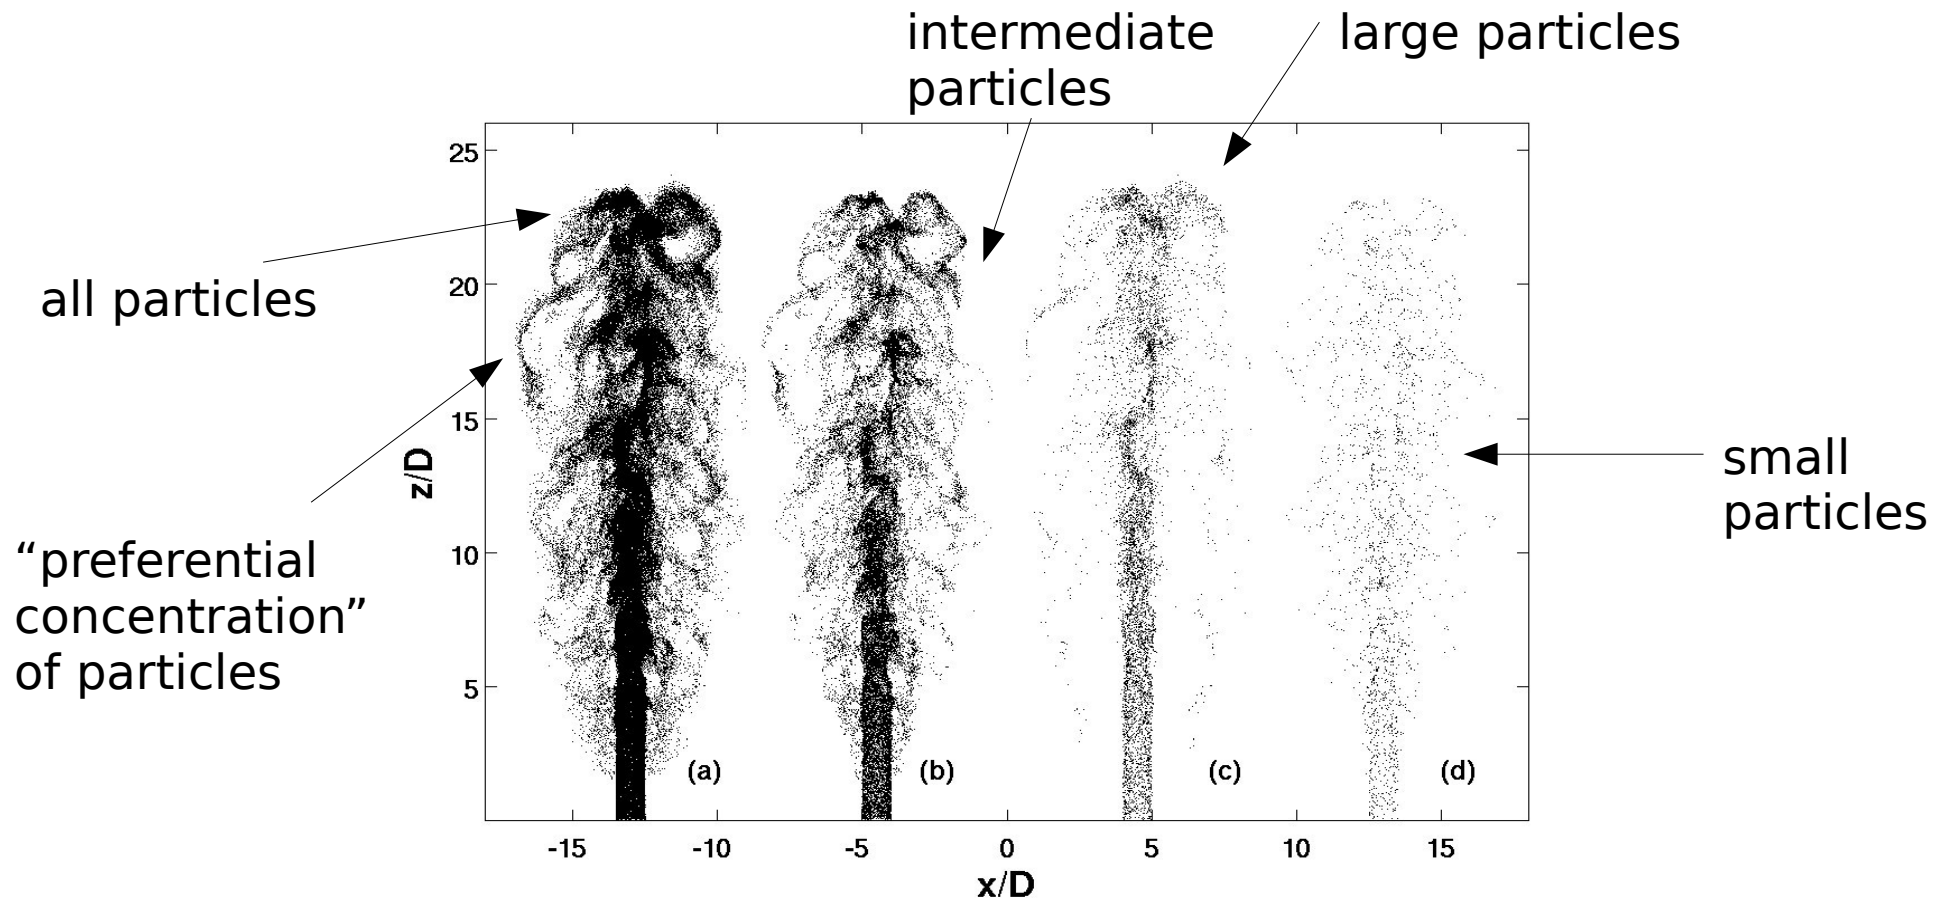 intermediate
particles
large particles
all particles
“preferential
concentration”
of particles
small
particles
z/D
25
20
15
10
5
(a)
(b)
(c)
(d)
-15
-10
-5
0
5
10
15
x/D